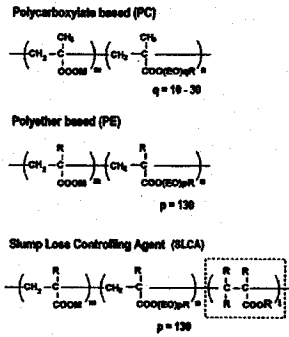 Polycarboxylate based (PC)
CH₃ CH₃
CH₂ - C CH₂ - C
COOM m COO(EO)qR n
q = 10 - 30
Polyether based (PE)
R R
CH₂ - C CH₂ - C
COOM m COO(EO)pR n
p = 130
Slump Loss Controlling Agent (SLCA)
R R R R
CH₂ - C CH₂ - C C - C
COOM m COO(EO)pR n R COOR
p = 130